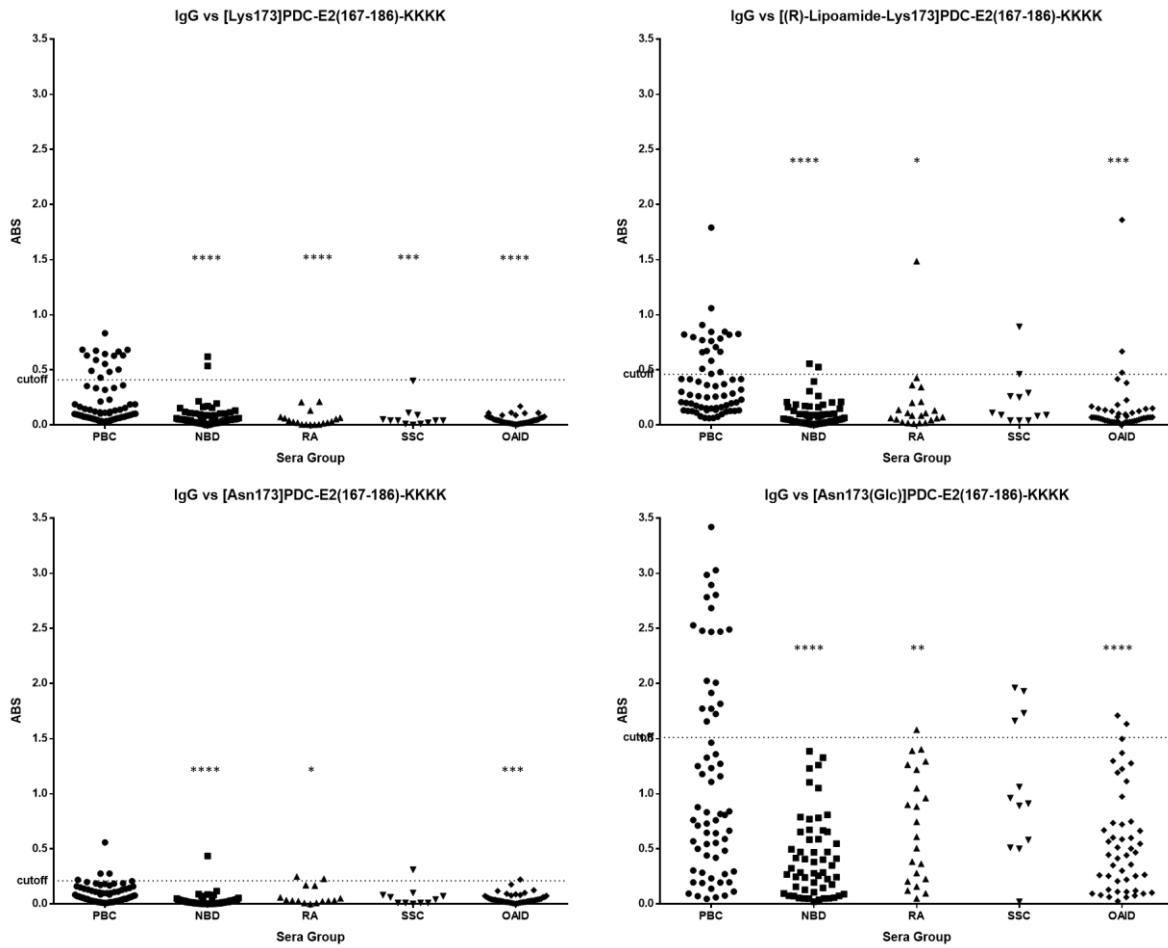 IgG vs [Lys173]PDC-E2(167-186)-KKKK
3.5
3.0
2.5
2.0
1.5
1.0
0.5
0.0
ABS
cutoff
**** **** *** ****
PBC NBD RA SSC OAID
Sera Group
IgG vs [(R)-Lipoamide-Lys173]PDC-E2(167-186)-KKKK
3.5
3.0
2.5
2.0
1.5
1.0
0.5
0.0
ABS
cutoff
**** * ***
PBC NBD RA SSC OAID
Sera Group
IgG vs [Asn173]PDC-E2(167-186)-KKKK
3.5
3.0
2.5
2.0
1.5
1.0
0.5
0.0
ABS
cutoff
**** * ***
PBC NBD RA SSC OAID
Sera Group
IgG vs [Asn173(Glc)]PDC-E2(167-186)-KKKK
3.5
3.0
2.5
2.0
1.5
1.0
0.5
0.0
ABS
cutoff
**** ** ****
PBC NBD RA SSC OAID
Sera Group